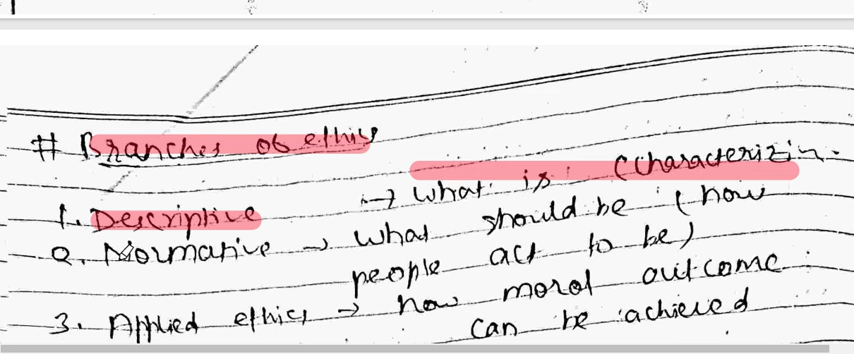 # Branches of ethics
1. Descriptive → what is (Characterizin
2. Normative → what should be (how
people act to be)
3. Applied ethics → how moral outcome
can be achieved